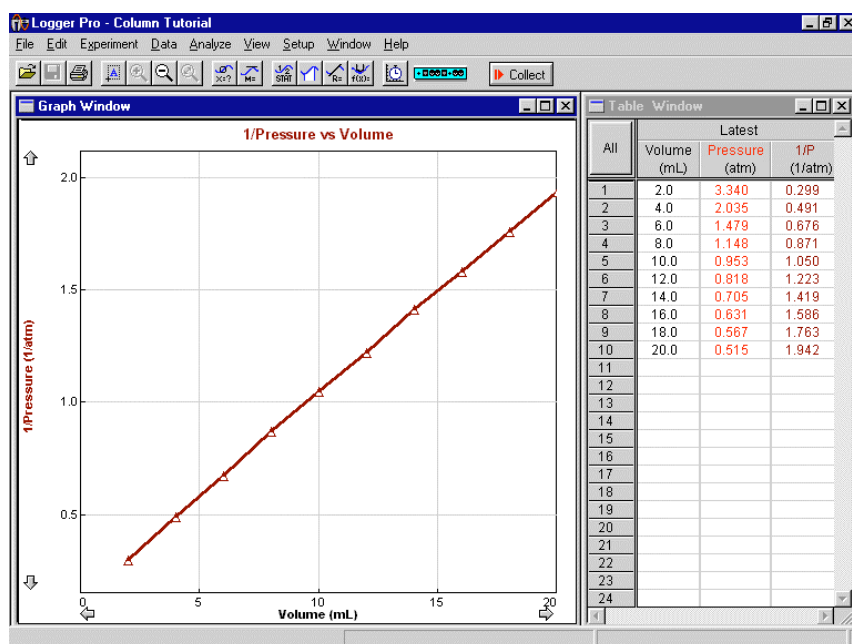 Logger Pro - Column Tutorial
File Edit Experiment Data Analyze View Setup Window Help
X=? M= 1/2 STAT R= f(x)= Collect
Graph Window
1/Pressure vs Volume
2.0
1.5
1.0
0.5
1/Pressure (1/atm)
0 5 10 15 20
Volume (mL)
Table Window
Latest
All Volume Pressure 1/P
(mL) (atm) (1/atm)
1 2.0 3.340 0.299
2 4.0 2.035 0.491
3 6.0 1.479 0.676
4 8.0 1.148 0.871
5 10.0 0.953 1.050
6 12.0 0.818 1.223
7 14.0 0.705 1.419
8 16.0 0.631 1.586
9 18.0 0.567 1.763
10 20.0 0.515 1.942
11
12
13
14
15
16
17
18
19
20
21
22
23
24